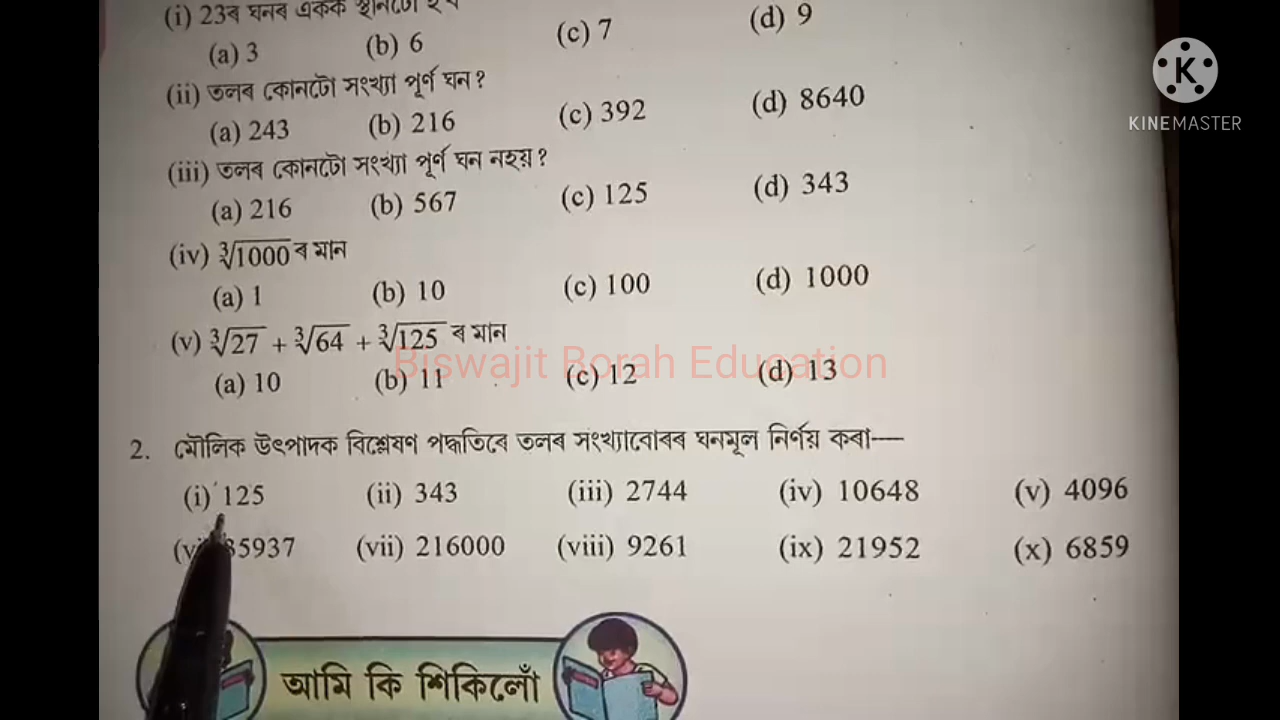 (i) 23ৰ ঘনৰ একক স্থানটো হ'ব
(a) 3 (b) 6 (c) 7 (d) 9
(ii) তলৰ কোনটো সংখ্যা পূৰ্ণ ঘন?
(a) 243 (b) 216 (c) 392 (d) 8640
(iii) তলৰ কোনটো সংখ্যা পূৰ্ণ ঘন নহয়?
(a) 216 (b) 567 (c) 125 (d) 343
(iv) ∛1000 ৰ মান
(a) 1 (b) 10 (c) 100 (d) 1000
(v) ∛27 + ∛64 + ∛125 ৰ মান
(a) 10 (b) 11 (c) 12 (d) 13
2. মৌলিক উৎপাদক বিশ্লেষণ পদ্ধতিৰে তলৰ সংখ্যাবোৰৰ ঘনমূল নিৰ্ণয় কৰা—
(i) 125 (ii) 343 (iii) 2744 (iv) 10648 (v) 4096
5937 (vii) 216000 (viii) 9261 (ix) 21952 (x) 6859
আমি কি শিকিলোঁ
Biswajit Borah Education
K
KINEMASTER